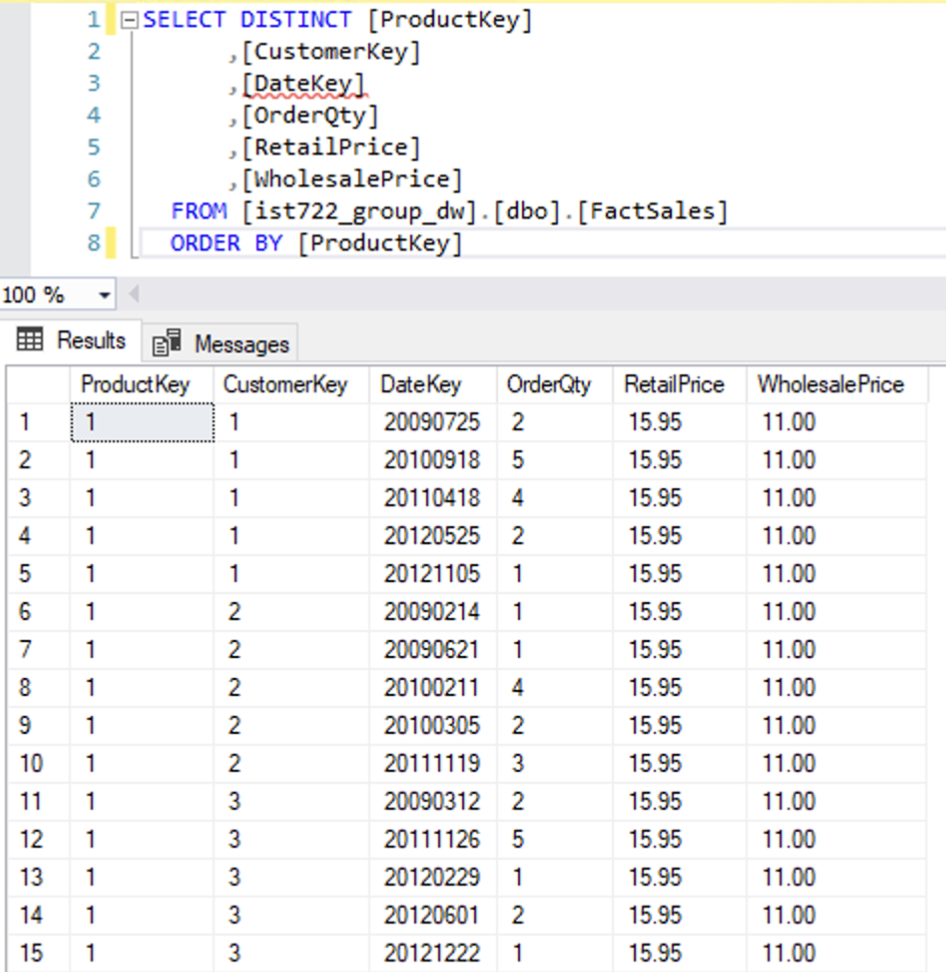 1 SELECT DISTINCT [ProductKey]
2 ,[CustomerKey]
3 ,[DateKey]
4 ,[OrderQty]
5 ,[RetailPrice]
6 ,[WholesalePrice]
7 FROM [ist722_group_dw].[dbo].[FactSales]
8 ORDER BY [ProductKey]
100 %
Results Messages
ProductKey CustomerKey DateKey OrderQty RetailPrice WholesalePrice
1 1 1 20090725 2 15.95 11.00
2 1 1 20100918 5 15.95 11.00
3 1 1 20110418 4 15.95 11.00
4 1 1 20120525 2 15.95 11.00
5 1 1 20121105 1 15.95 11.00
6 1 2 20090214 1 15.95 11.00
7 1 2 20090621 1 15.95 11.00
8 1 2 20100211 4 15.95 11.00
9 1 2 20100305 2 15.95 11.00
10 1 2 20111119 3 15.95 11.00
11 1 3 20090312 2 15.95 11.00
12 1 3 20111126 5 15.95 11.00
13 1 3 20120229 1 15.95 11.00
14 1 3 20120601 2 15.95 11.00
15 1 3 20121222 1 15.95 11.00